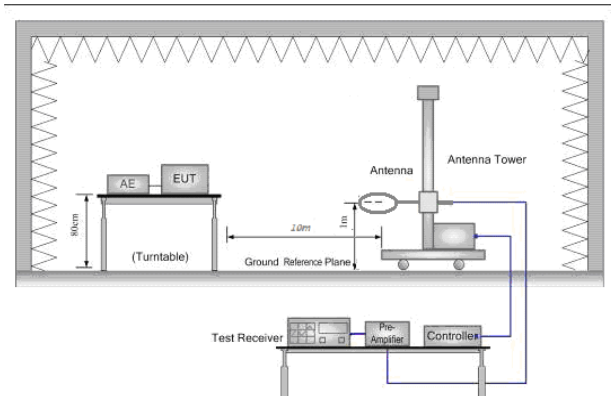 Antenna Tower
Antenna
AE
EUT
80cm
10m
1m
(Turntable)
Ground Reference Plane
Test Receiver
Pre-
Amplifier
Controller